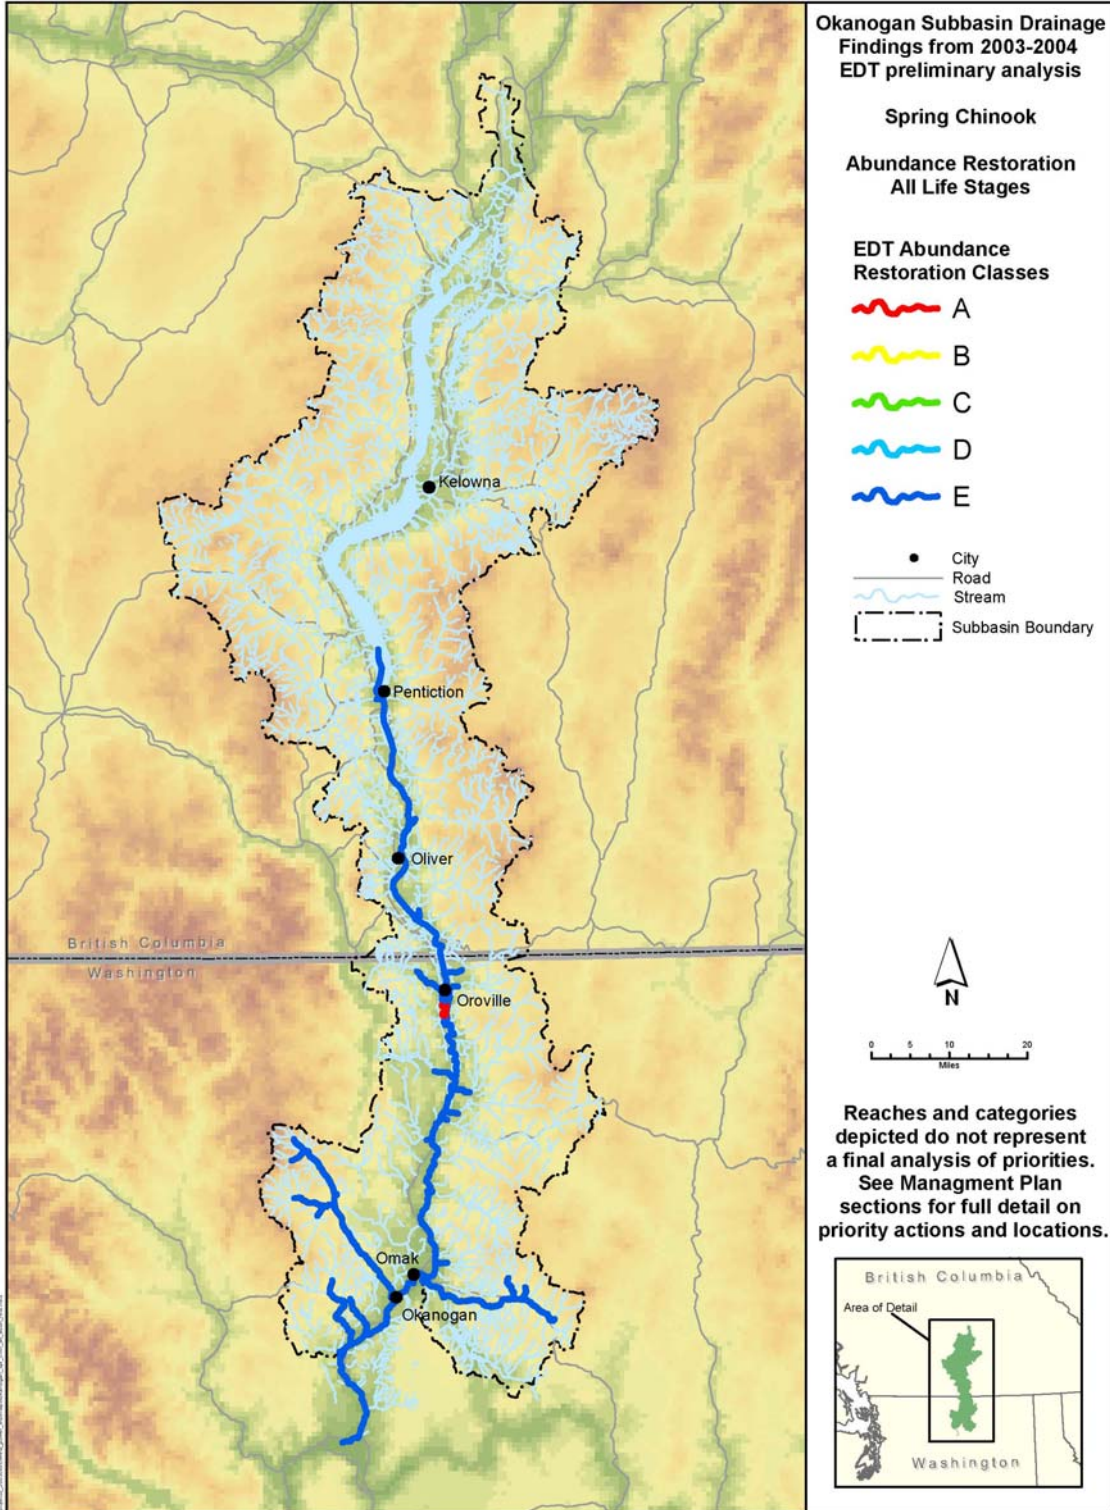 Okanogan Subbasin Drainage
Findings from 2003-2004
EDT preliminary analysis
Spring Chinook
Abundance Restoration
All Life Stages
EDT Abundance
Restoration Classes
A
B
C
D
E
City
Road
Stream
Subbasin Boundary
Kelowna
Pentiction
Oliver
British Columbia
Washington
Oroville
Omak
Okanogan
N
0 5 10 20
Miles
Reaches and categories
depicted do not represent
a final analysis of priorities.
See Managment Plan
sections for full detail on
priority actions and locations.
British Columbia
Area of Detail
Washington